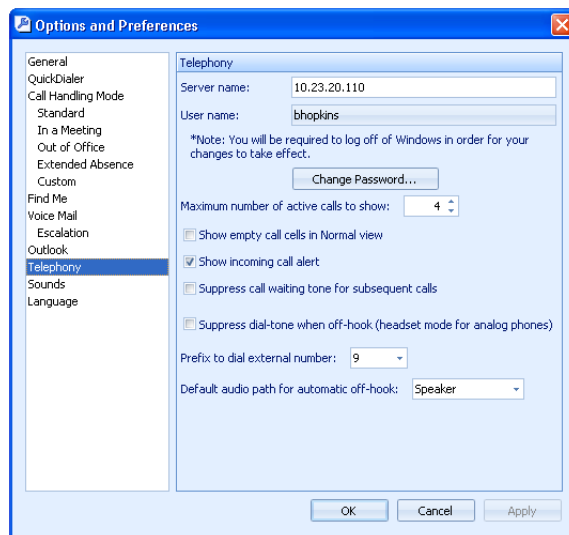 Options and Preferences
General
QuickDialer
Call Handling Mode
Standard
In a Meeting
Out of Office
Extended Absence
Custom
Find Me
Voice Mail
Escalation
Outlook
Telephony
Sounds
Language
Telephony
Server name: 10.23.20.110
User name: bhopkins
*Note: You will be required to log off of Windows in order for your
changes to take effect.
Change Password...
Maximum number of active calls to show: 4
Show empty call cells in Normal view
Show incoming call alert
Suppress call waiting tone for subsequent calls
Suppress dial-tone when off-hook (headset mode for analog phones)
Prefix to dial external number: 9
Default audio path for automatic off-hook: Speaker
OK Cancel Apply